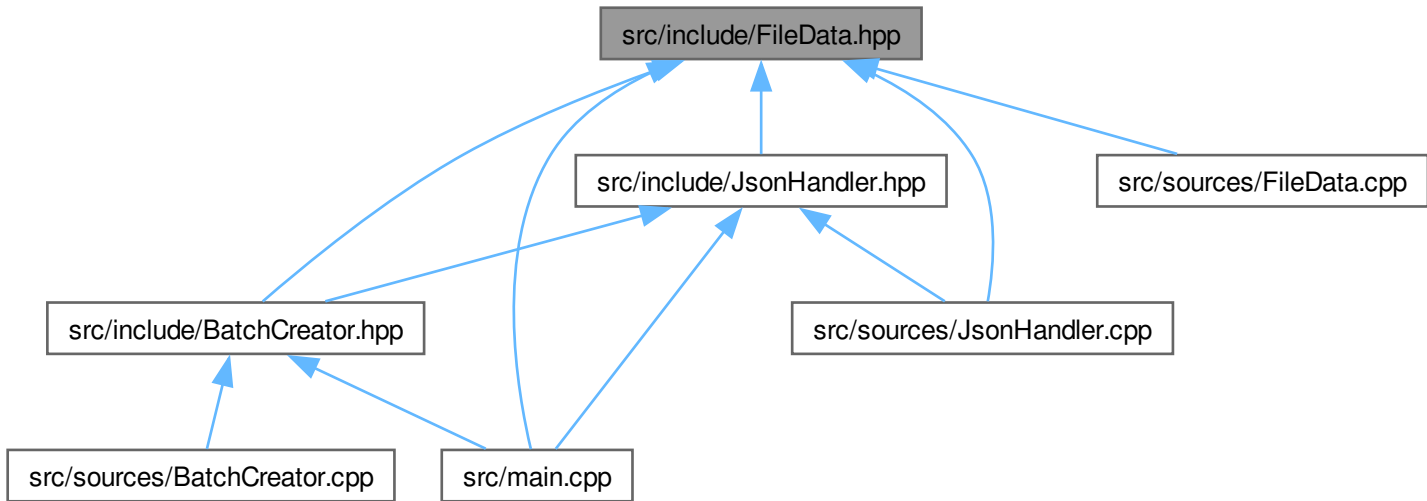 src/include/FileData.hpp
src/include/JsonHandler.hpp
src/sources/FileData.cpp
src/include/BatchCreator.hpp
src/sources/JsonHandler.cpp
src/sources/BatchCreator.cpp
src/main.cpp